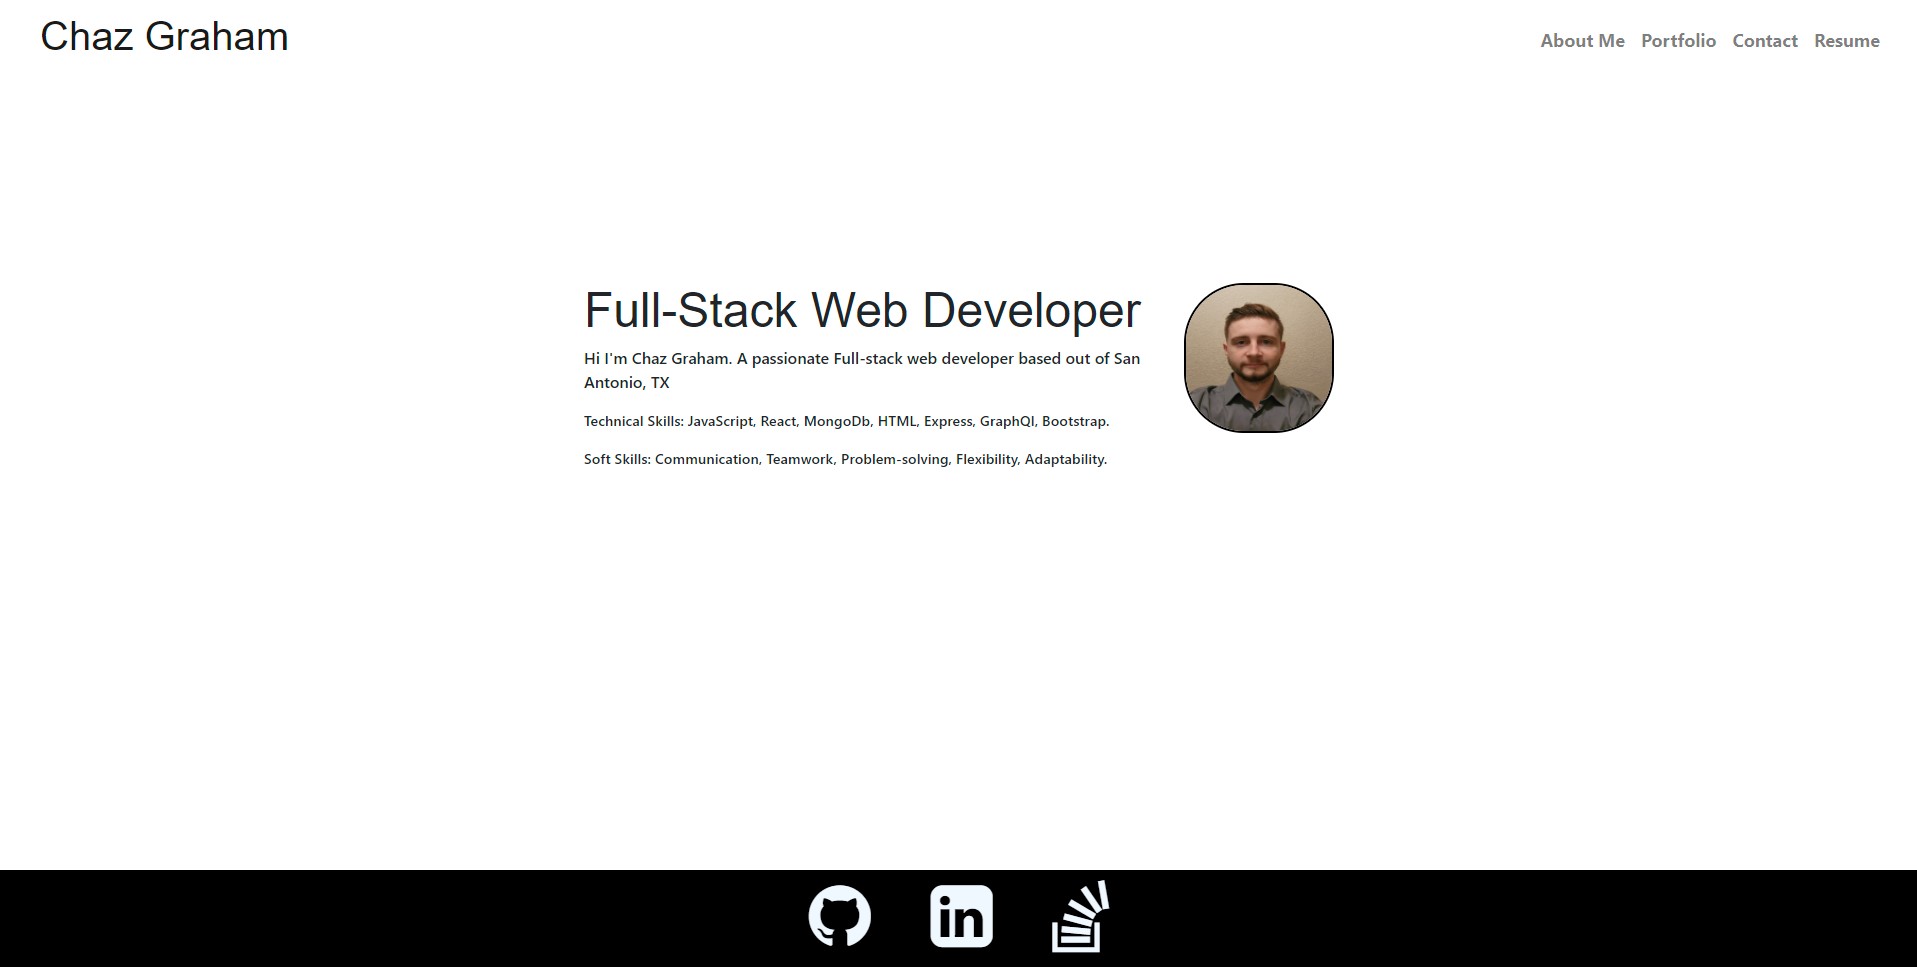 Chaz Graham
About Me Portfolio Contact Resume
Full-Stack Web Developer
Hi I'm Chaz Graham. A passionate Full-stack web developer based out of San
Antonio, TX
Technical Skills: JavaScript, React, MongoDb, HTML, Express, GraphQl, Bootstrap.
Soft Skills: Communication, Teamwork, Problem-solving, Flexibility, Adaptability.
in